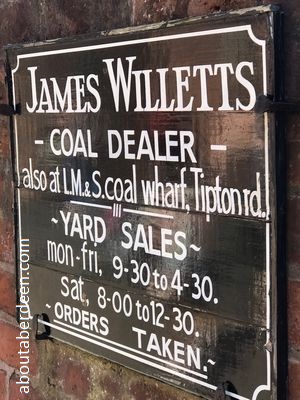 JAMES WILLETTS
- COAL DEALER -
also at L.M.&S. coal wharf, Tipton rd.
~YARD SALES~
mon-fri, 9-30 to 4-30.
sat, 8-00 to 12-30.
~ORDERS TAKEN.~
aboutaberdeen.com